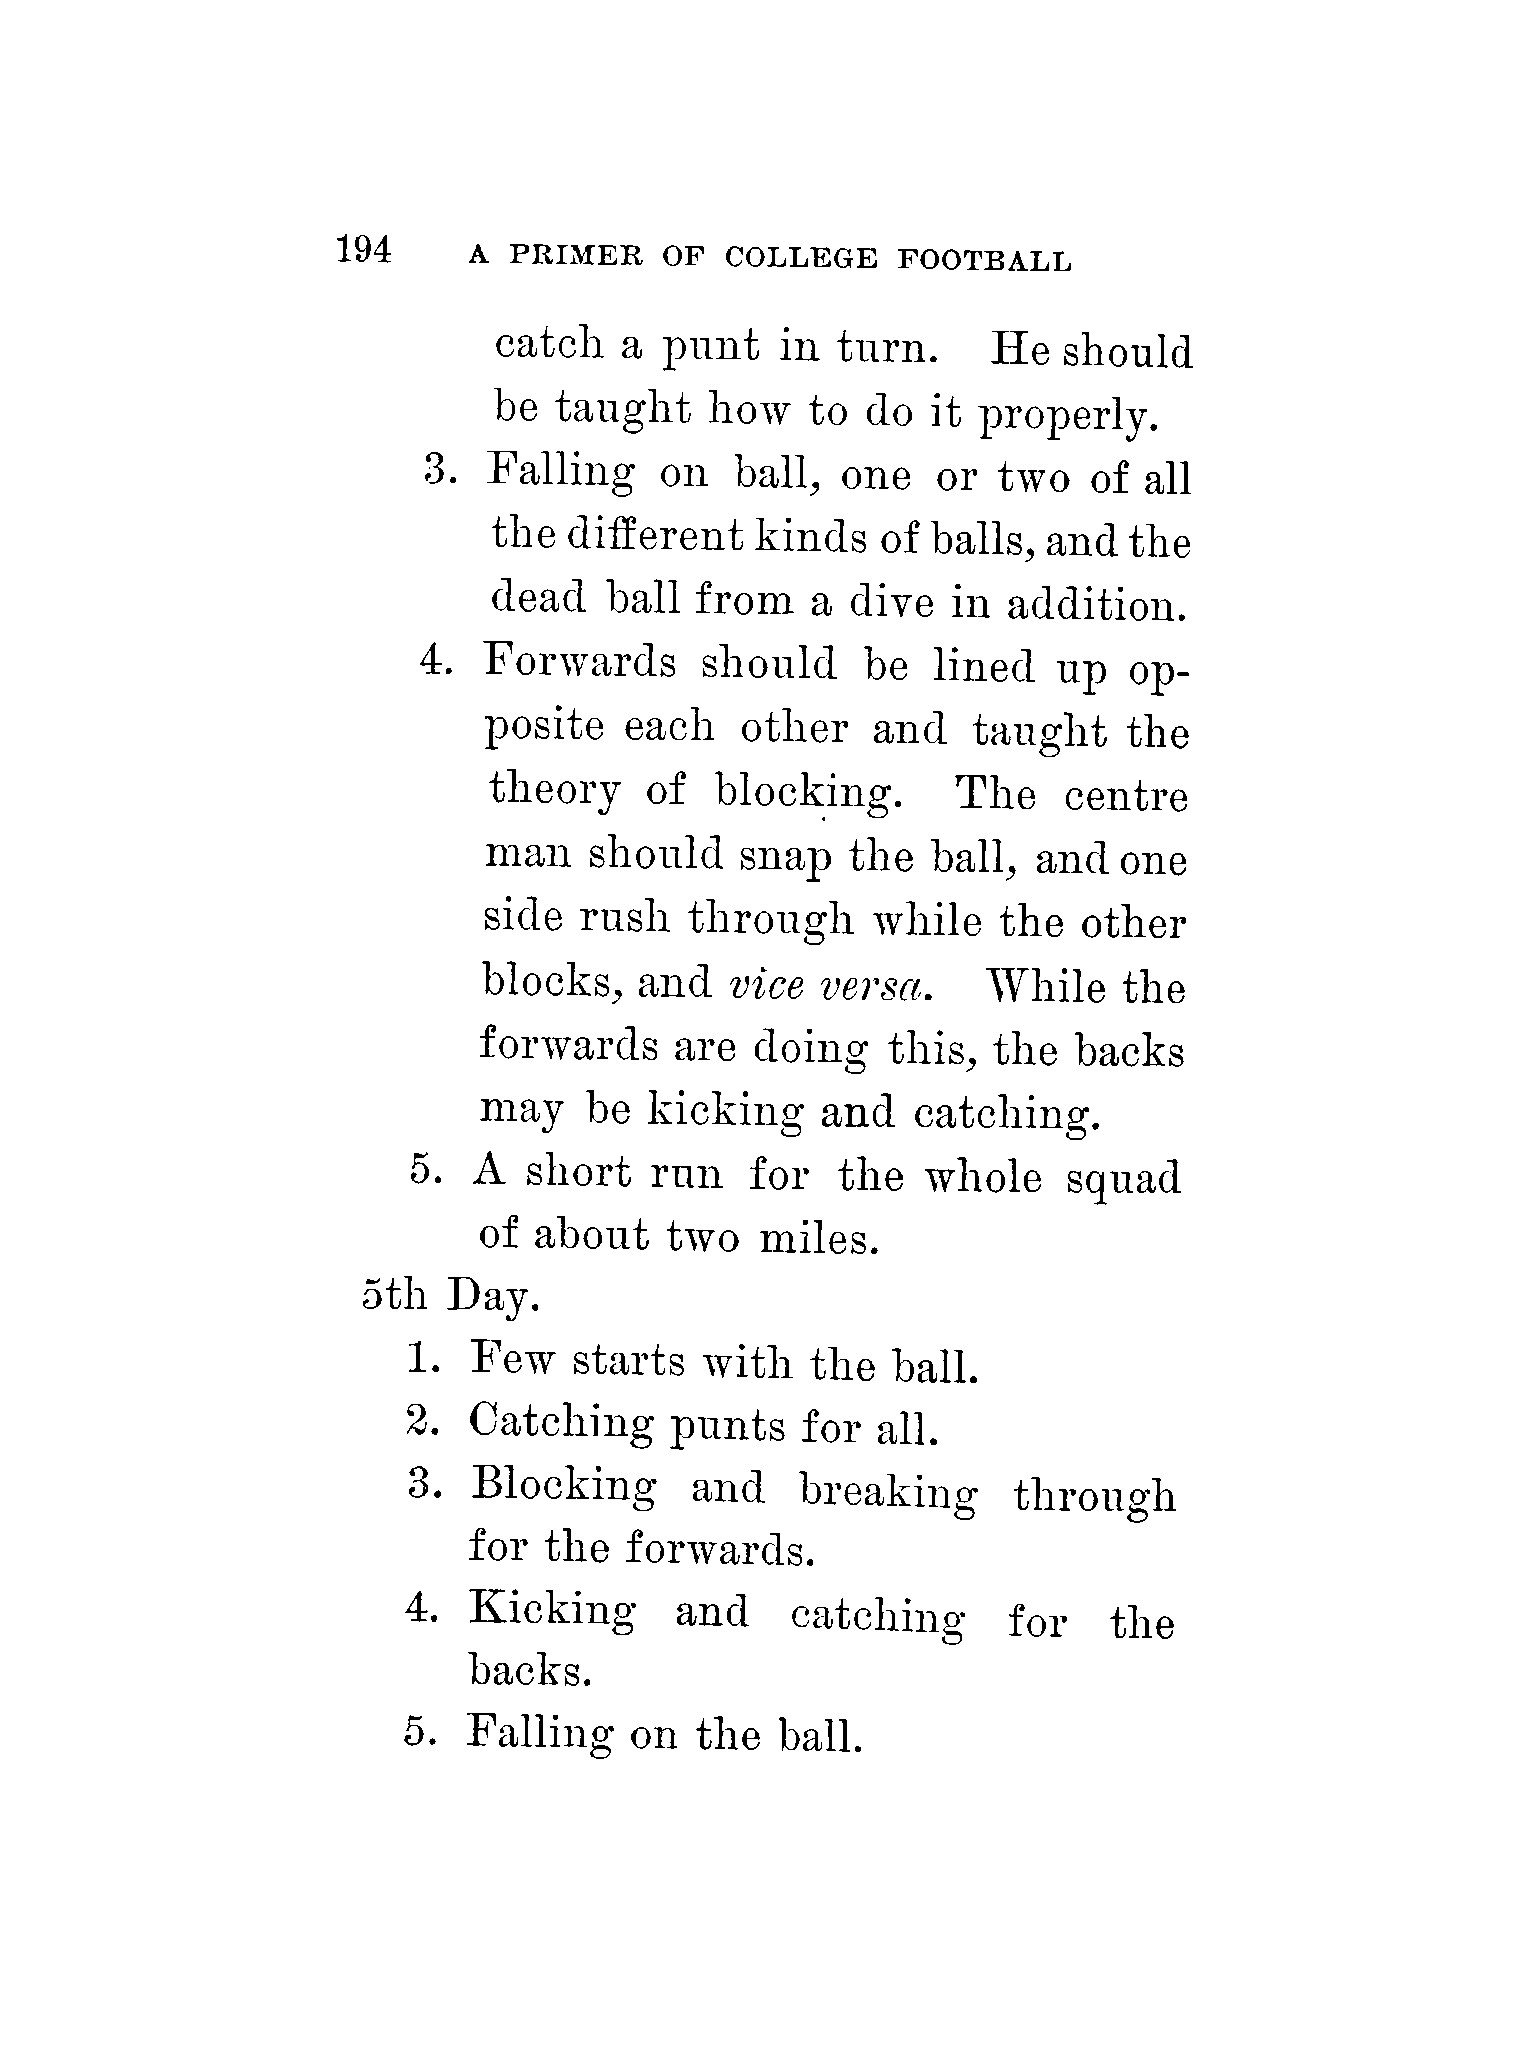 194 A PRIMER OF COLLEGE FOOTBALL
catch a punt in turn. He should
be taught how to do it properly.
3. Falling on ball, one or two of all
the different kinds of balls, and the
dead ball from a dive in addition.
4. Forwards should be lined up op-
posite each other and taught the
theory of blocking. The centre
man should snap the ball, and one
side rush through while the other
blocks, and vice versa. While the
forwards are doing this, the backs
may be kicking and catching.
5. A short run for the whole squad
of about two miles.
5th Day.
1. Few starts with the ball.
2. Catching punts for all.
3. Blocking and breaking through
for the forwards.
4. Kicking and catching for the
backs.
5. Falling on the ball.